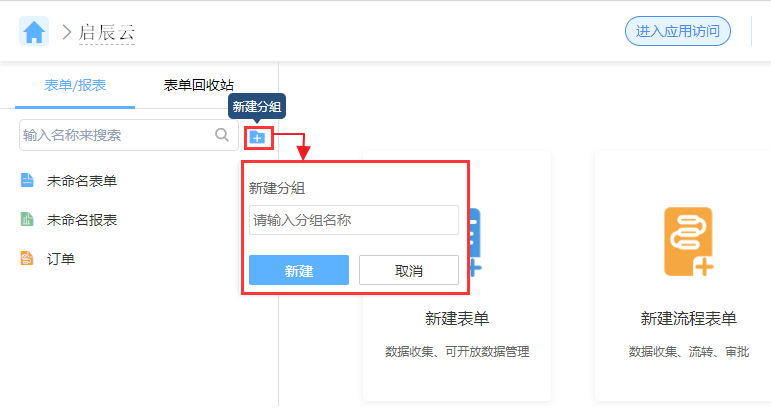 启辰云
进入应用访问
表单/报表
表单回收站
新建分组
输入名称来搜索
未命名表单
未命名报表
订单
新建分组
请输入分组名称
新建
取消
新建表单
数据收集、可开放数据管理
新建流程表单
数据收集、流转、审批